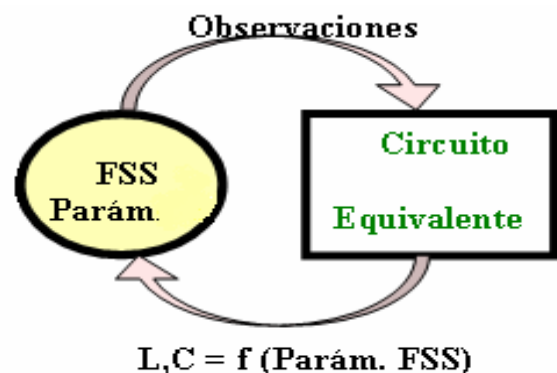 Observaciones
FSS
Parám.
Circuito
Equivalente
L,C = f (Parám. FSS)